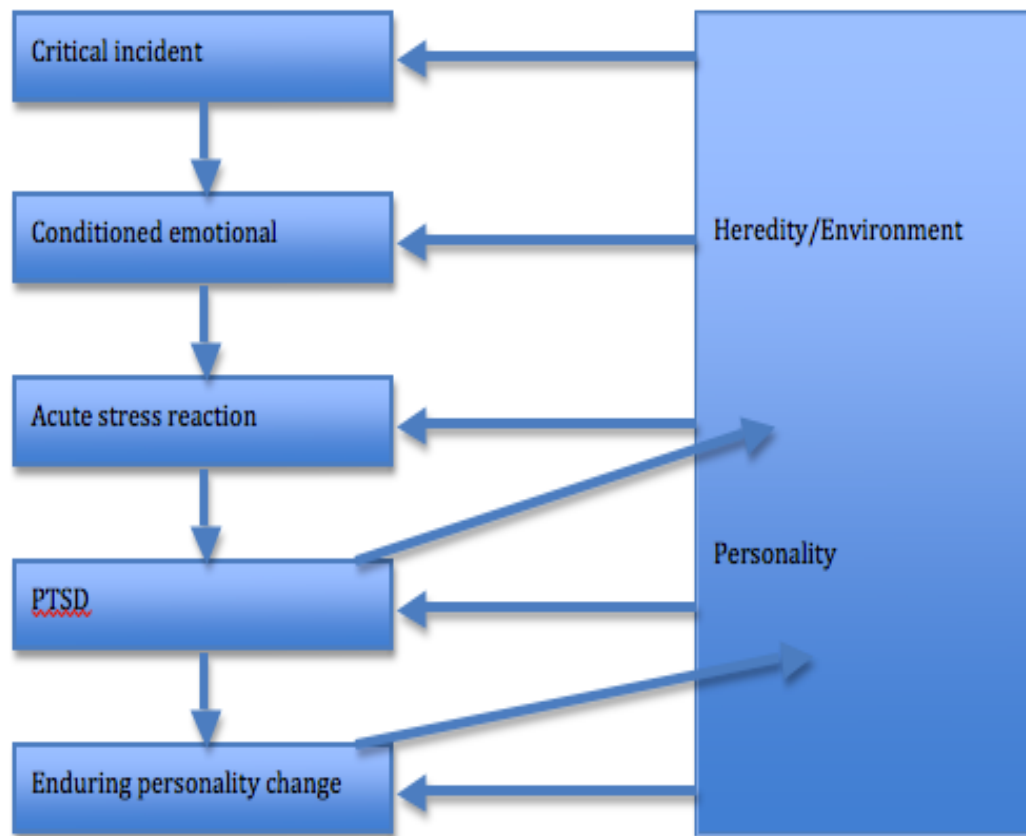 Critical incident
Conditioned emotional
Heredity/Environment
Acute stress reaction
Personality
PTSD
Enduring personality change